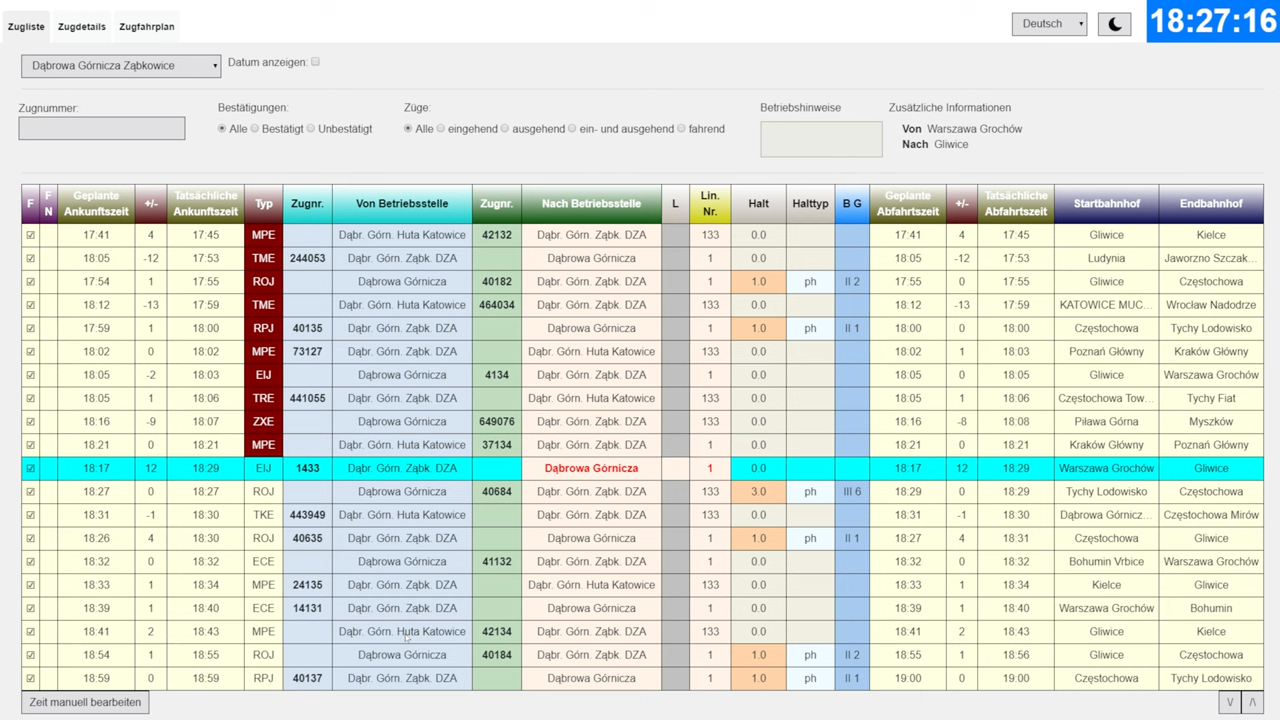 Zugliste Zugdetails Zugfahrplan Deutsch 18:27:16
Dąbrowa Górnicza Ząbkowice Datum anzeigen:
Zugnummer: Bestätigungen: Züge: Betriebshinweise Zusätzliche Informationen
Alle Bestätigt Unbestätigt Alle eingehend ausgehend ein- und ausgehend fahrend Von Warszawa Grochów
Nach Gliwice
F FN Geplante Ankunftszeit +/- Tatsächliche Ankunftszeit Typ Zugnr. Von Betriebsstelle Zugnr. Nach Betriebsstelle L Lin. Nr. Halt Halttyp B G Geplante Abfahrtszeit +/- Tatsächliche Abfahrtszeit Startbahnhof Endbahnhof
17:41 4 17:45 MPE Dąbr. Górn. Huta Katowice 42132 Dąbr. Górn. Ząbk. DZA 133 0.0 17:41 4 17:45 Gliwice Kielce
18:05 -12 17:53 TME 244053 Dąbr. Górn. Ząbk. DZA Dąbrowa Górnicza 1 0.0 18:05 -12 17:53 Ludynia Jaworzno Szczak...
17:54 1 17:55 ROJ Dąbrowa Górnicza 40182 Dąbr. Górn. Ząbk. DZA 1 1.0 ph II 2 17:55 0 17:55 Gliwice Częstochowa
18:12 -13 17:59 TME Dąbr. Górn. Huta Katowice 464034 Dąbr. Górn. Ząbk. DZA 133 0.0 18:12 -13 17:59 KATOWICE MUC... Wrocław Nadodrze
17:59 1 18:00 RPJ 40135 Dąbr. Górn. Ząbk. DZA Dąbrowa Górnicza 1 1.0 ph II 1 18:00 0 18:00 Częstochowa Tychy Lodowisko
18:02 0 18:02 MPE 73127 Dąbr. Górn. Ząbk. DZA Dąbr. Górn. Huta Katowice 133 0.0 18:02 1 18:03 Poznań Główny Kraków Główny
18:05 -2 18:03 EIJ Dąbrowa Górnicza 4134 Dąbr. Górn. Ząbk. DZA 1 0.0 18:05 0 18:05 Gliwice Warszawa Grochów
18:05 1 18:06 TRE 441055 Dąbr. Górn. Ząbk. DZA Dąbr. Górn. Huta Katowice 133 0.0 18:05 1 18:06 Częstochowa Tow... Tychy Fiat
18:16 -9 18:07 ZXE Dąbrowa Górnicza 649076 Dąbr. Górn. Ząbk. DZA 1 0.0 18:16 -8 18:08 Piława Górna Myszków
18:21 0 18:21 MPE Dąbr. Górn. Huta Katowice 37134 Dąbr. Górn. Ząbk. DZA 1 0.0 18:21 0 18:21 Kraków Główny Poznań Główny
18:17 12 18:29 EIJ 1433 Dąbr. Górn. Ząbk. DZA Dąbrowa Górnicza 1 0.0 18:17 12 18:29 Warszawa Grochów Gliwice
18:27 0 18:27 ROJ Dąbrowa Górnicza 40684 Dąbr. Górn. Ząbk. DZA 133 3.0 ph III 6 18:29 0 18:29 Tychy Lodowisko Częstochowa
18:31 -1 18:30 TKE 443949 Dąbr. Górn. Huta Katowice Dąbr. Górn. Ząbk. DZA 133 0.0 18:31 -1 18:30 Dąbrowa Górnicz... Częstochowa Mirów
18:26 4 18:30 ROJ 40635 Dąbr. Górn. Ząbk. DZA Dąbrowa Górnicza 1 1.0 ph II 1 18:27 4 18:31 Częstochowa Gliwice
18:32 0 18:32 ECE Dąbrowa Górnicza 41132 Dąbr. Górn. Ząbk. DZA 1 0.0 18:32 0 18:32 Bohumin Vrbice Warszawa Grochów
18:33 1 18:34 MPE 24135 Dąbr. Górn. Ząbk. DZA Dąbr. Górn. Huta Katowice 133 0.0 18:33 1 18:34 Kielce Gliwice
18:39 1 18:40 ECE 14131 Dąbr. Górn. Ząbk. DZA Dąbrowa Górnicza 1 0.0 18:39 1 18:40 Warszawa Grochów Bohumin
18:41 2 18:43 MPE Dąbr. Górn. Huta Katowice 42134 Dąbr. Górn. Ząbk. DZA 133 0.0 18:41 2 18:43 Gliwice Kielce
18:54 1 18:55 ROJ Dąbrowa Górnicza 40184 Dąbr. Górn. Ząbk. DZA 1 1.0 ph II 2 18:55 1 18:56 Gliwice Częstochowa
18:59 0 18:59 RPJ 40137 Dąbr. Górn. Ząbk. DZA Dąbrowa Górnicza 1 1.0 ph II 1 19:00 0 19:00 Częstochowa Tychy Lodowisko
Zeit manuell bearbeiten